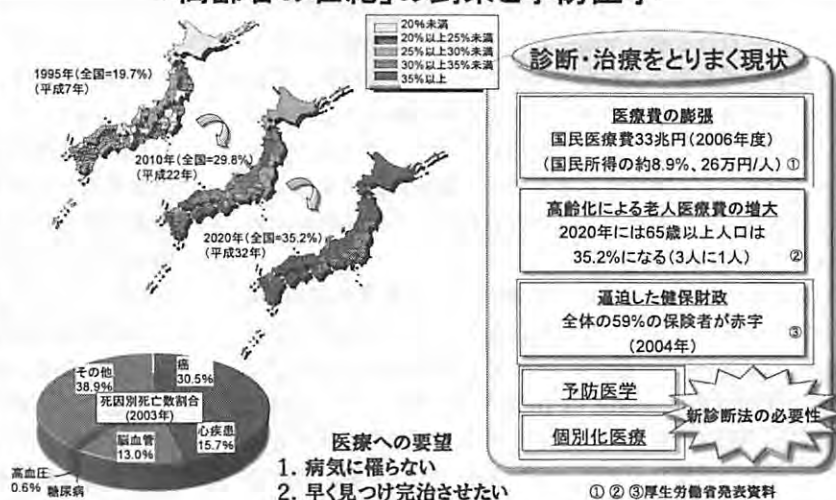 20%未満
20%以上25%未満
25%以上30%未満
30%以上35%未満
35%以上
1995年(全国=19.7%)
(平成7年)
2010年(全国=29.8%)
(平成22年)
2020年(全国=35.2%)
(平成32年)
その他
38.9%
癌
30.5%
死因別死亡数割合
(2003年)
心疾患
15.7%
脳血管
13.0%
高血圧
0.6%
糖尿病
医療への要望
1. 病気に罹らない
2. 早く見つけ完治させたい
診断・治療をとりまく現状
医療費の膨張
国民医療費33兆円(2006年度)
(国民所得の約8.9%、26万円/人) ①
高齢化による老人医療費の増大
2020年には65歳以上人口は
35.2%になる(3人に1人) ②
逼迫した健保財政
全体の59%の保険者が赤字 ③
(2004年)
予防医学
個別化医療
新診断法の必要性
① ② ③厚生労働省発表資料